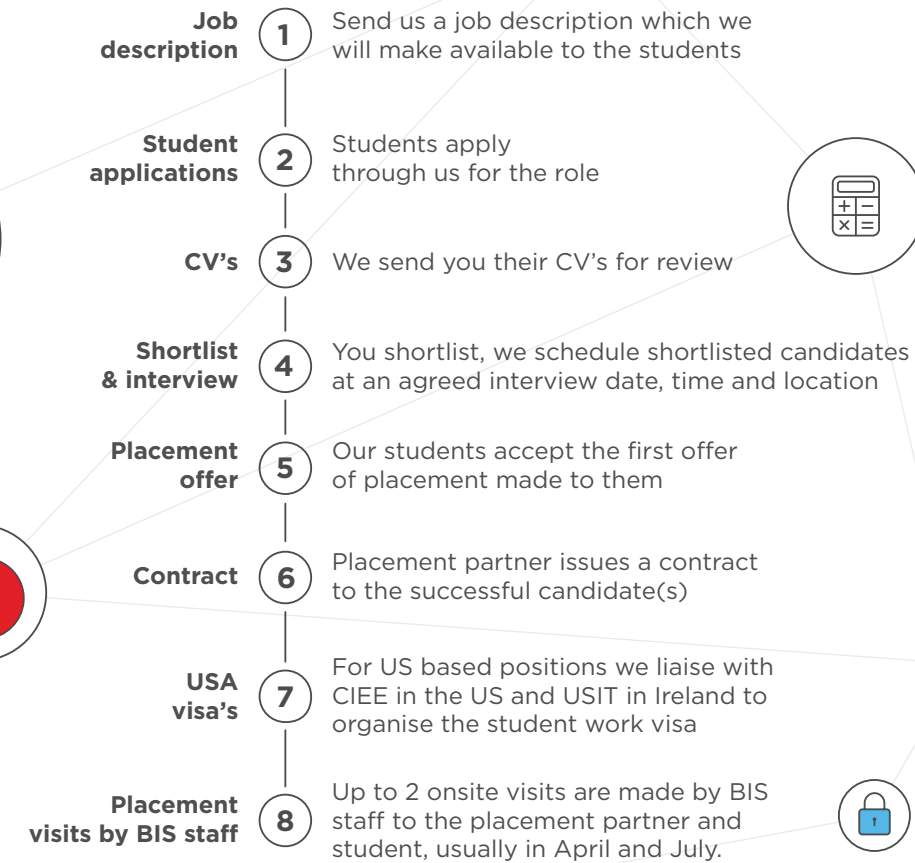 Job
description
1
Send us a job description which we
will make available to the students
Student
applications
2
Students apply
through us for the role
CV's
3
We send you their CV's for review
Shortlist
& interview
4
You shortlist, we schedule shortlisted candidates
at an agreed interview date, time and location
Placement
offer
5
Our students accept the first offer
of placement made to them
Contract
6
Placement partner issues a contract
to the successful candidate(s)
USA
visa's
7
For US based positions we liaise with
CIEE in the US and USIT in Ireland to
organise the student work visa
Placement
visits by BIS staff
8
Up to 2 onsite visits are made by BIS
staff to the placement partner and
student, usually in April and July.